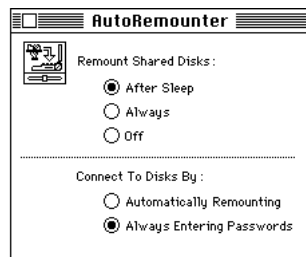 AutoRemounter
Remount Shared Disks:
After Sleep
Always
Off
Connect To Disks By:
Automatically Remounting
Always Entering Passwords